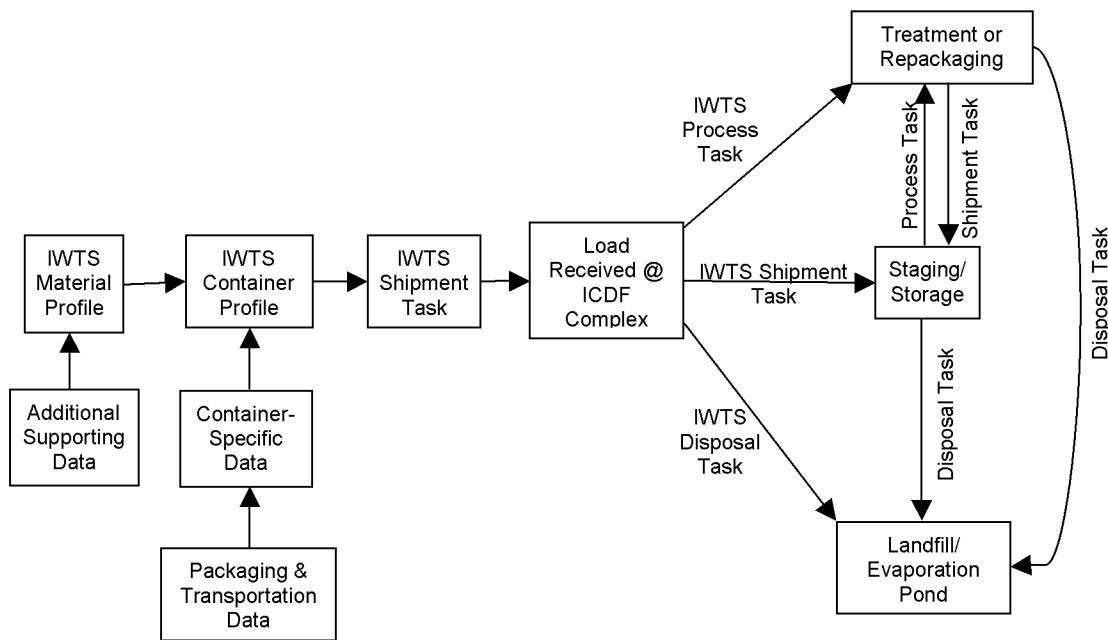 Treatment or
Repackaging
IWTS
Process
Task
Process Task
Shipment Task
IWTS
Material
Profile
IWTS
Container
Profile
IWTS
Shipment
Task
Load
Received @
ICDF
Complex
IWTS Shipment
Task
Staging/
Storage
Disposal Task
Additional
Supporting
Data
Container-
Specific
Data
IWTS
Disposal
Task
Disposal Task
Packaging &
Transportation
Data
Landfill/
Evaporation
Pond